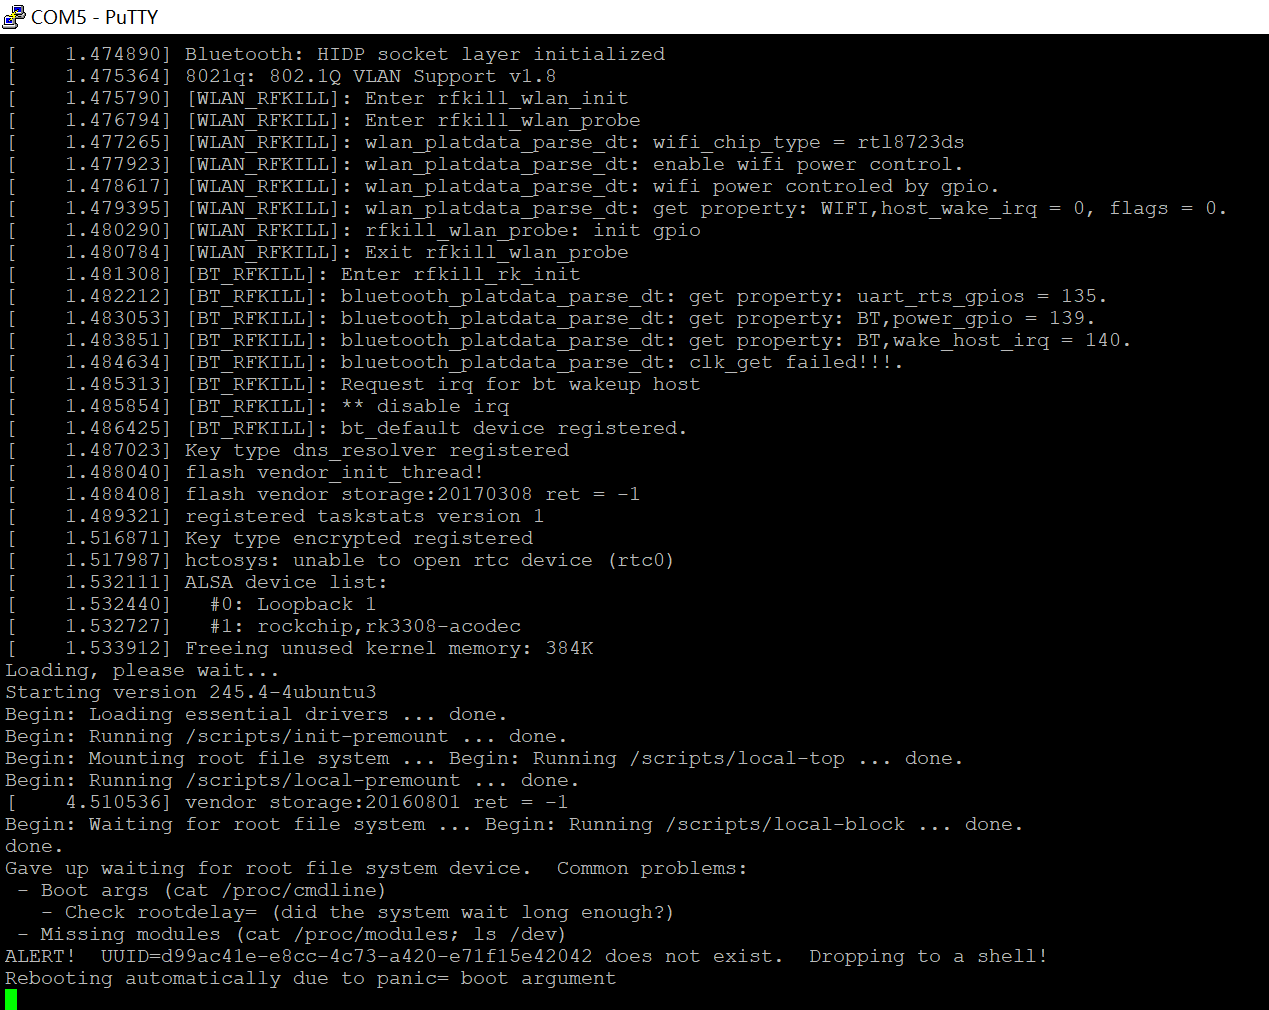 COM5 - PuTTY
[    1.474890] Bluetooth: HIDP socket layer initialized
[    1.475364] 8021q: 802.1Q VLAN Support v1.8
[    1.475790] [WLAN_RFKILL]: Enter rfkill_wlan_init
[    1.476794] [WLAN_RFKILL]: Enter rfkill_wlan_probe
[    1.477265] [WLAN_RFKILL]: wlan_platdata_parse_dt: wifi_chip_type = rtl8723ds
[    1.477923] [WLAN_RFKILL]: wlan_platdata_parse_dt: enable wifi power control.
[    1.478617] [WLAN_RFKILL]: wlan_platdata_parse_dt: wifi power controled by gpio.
[    1.479395] [WLAN_RFKILL]: wlan_platdata_parse_dt: get property: WIFI,host_wake_irq = 0, flags = 0.
[    1.480290] [WLAN_RFKILL]: rfkill_wlan_probe: init gpio
[    1.480784] [WLAN_RFKILL]: Exit rfkill_wlan_probe
[    1.481308] [BT_RFKILL]: Enter rfkill_rk_init
[    1.482212] [BT_RFKILL]: bluetooth_platdata_parse_dt: get property: uart_rts_gpios = 135.
[    1.483053] [BT_RFKILL]: bluetooth_platdata_parse_dt: get property: BT,power_gpio = 139.
[    1.483851] [BT_RFKILL]: bluetooth_platdata_parse_dt: get property: BT,wake_host_irq = 140.
[    1.484634] [BT_RFKILL]: bluetooth_platdata_parse_dt: clk_get failed!!!.
[    1.485313] [BT_RFKILL]: Request irq for bt wakeup host
[    1.485854] [BT_RFKILL]: ** disable irq
[    1.486425] [BT_RFKILL]: bt_default device registered.
[    1.487023] Key type dns_resolver registered
[    1.488040] flash vendor_init_thread!
[    1.488408] flash vendor storage:20170308 ret = -1
[    1.489321] registered taskstats version 1
[    1.516871] Key type encrypted registered
[    1.517987] hctosys: unable to open rtc device (rtc0)
[    1.532111] ALSA device list:
[    1.532440]   #0: Loopback 1
[    1.532727]   #1: rockchip,rk3308-acodec
[    1.533912] Freeing unused kernel memory: 384K
Loading, please wait...
Starting version 245.4-4ubuntu3
Begin: Loading essential drivers ... done.
Begin: Running /scripts/init-premount ... done.
Begin: Mounting root file system ... Begin: Running /scripts/local-top ... done.
Begin: Running /scripts/local-premount ... done.
[    4.510536] vendor storage:20160801 ret = -1
Begin: Waiting for root file system ... Begin: Running /scripts/local-block ... done.
done.
Gave up waiting for root file system device.  Common problems:
 - Boot args (cat /proc/cmdline)
   - Check rootdelay= (did the system wait long enough?)
 - Missing modules (cat /proc/modules; ls /dev)
ALERT!  UUID=d99ac41e-e8cc-4c73-a420-e71f15e42042 does not exist.  Dropping to a shell!
Rebooting automatically due to panic= boot argument